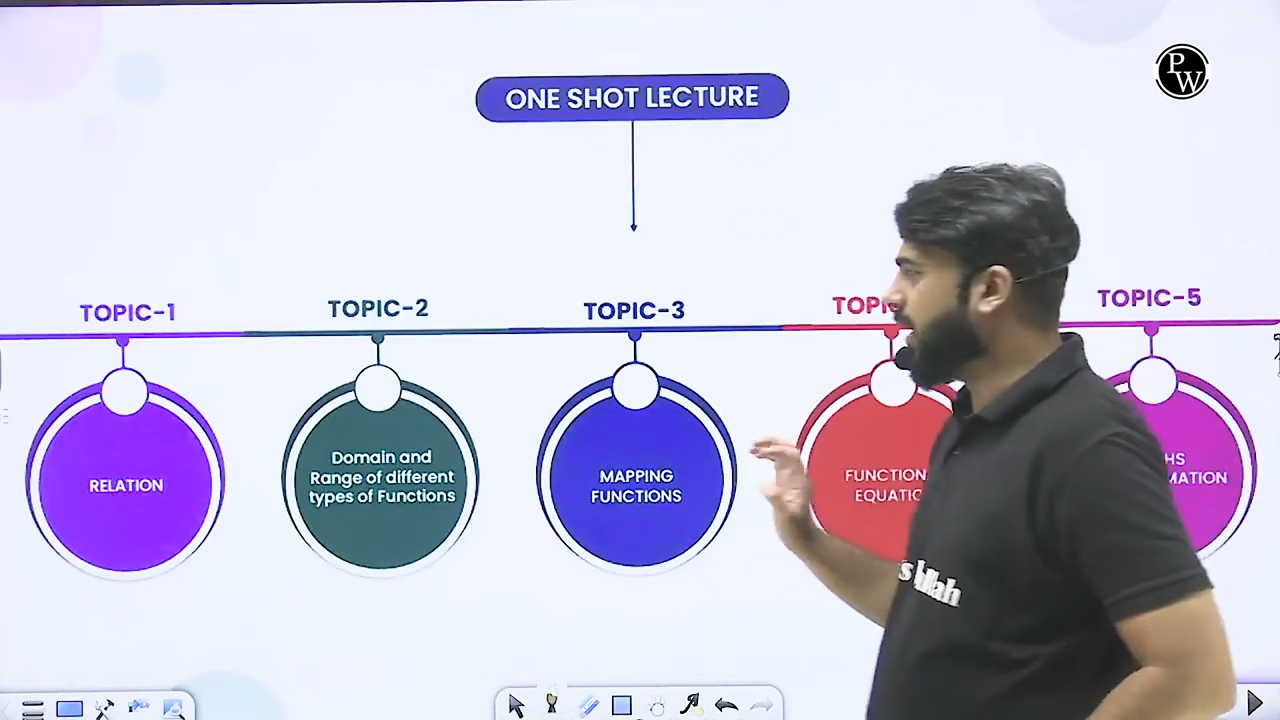 P
W
ONE SHOT LECTURE
TOPIC-1
TOPIC-2
TOPIC-3
TOPIC-5
RELATION
Domain and
Range of different
types of Functions
MAPPING
FUNCTIONS
FUNCTION